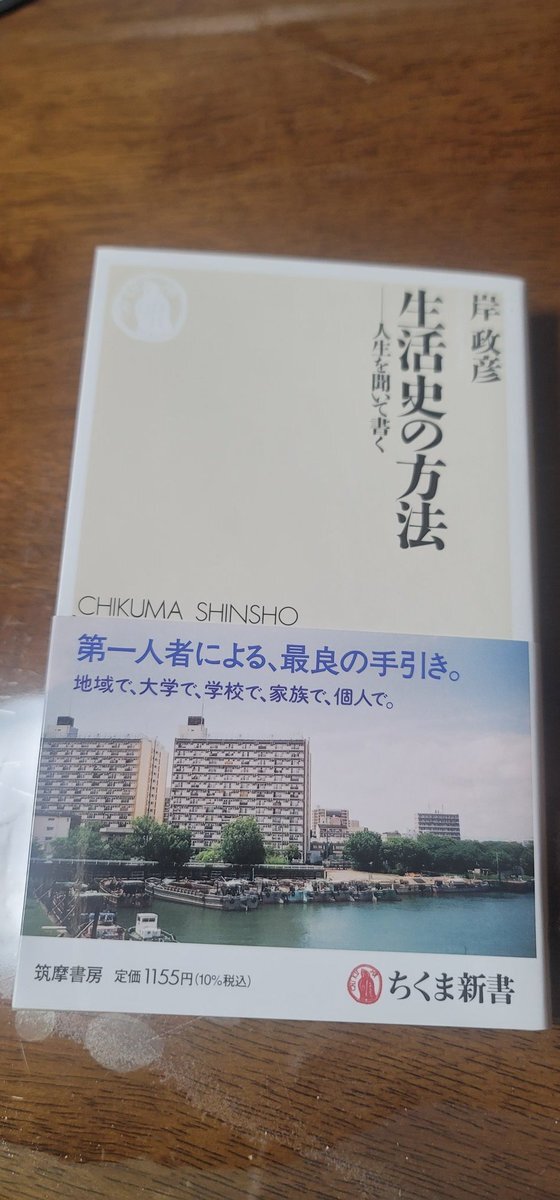 岸 政彦
生活史の方法
──人生を聞いて書く
CHIKUMA SHINSHO
第一人者による、最良の手引き。
地域で、大学で、学校で、家族で、個人で。
筑摩書房 定価1155円(10%税込)
ちくま新書